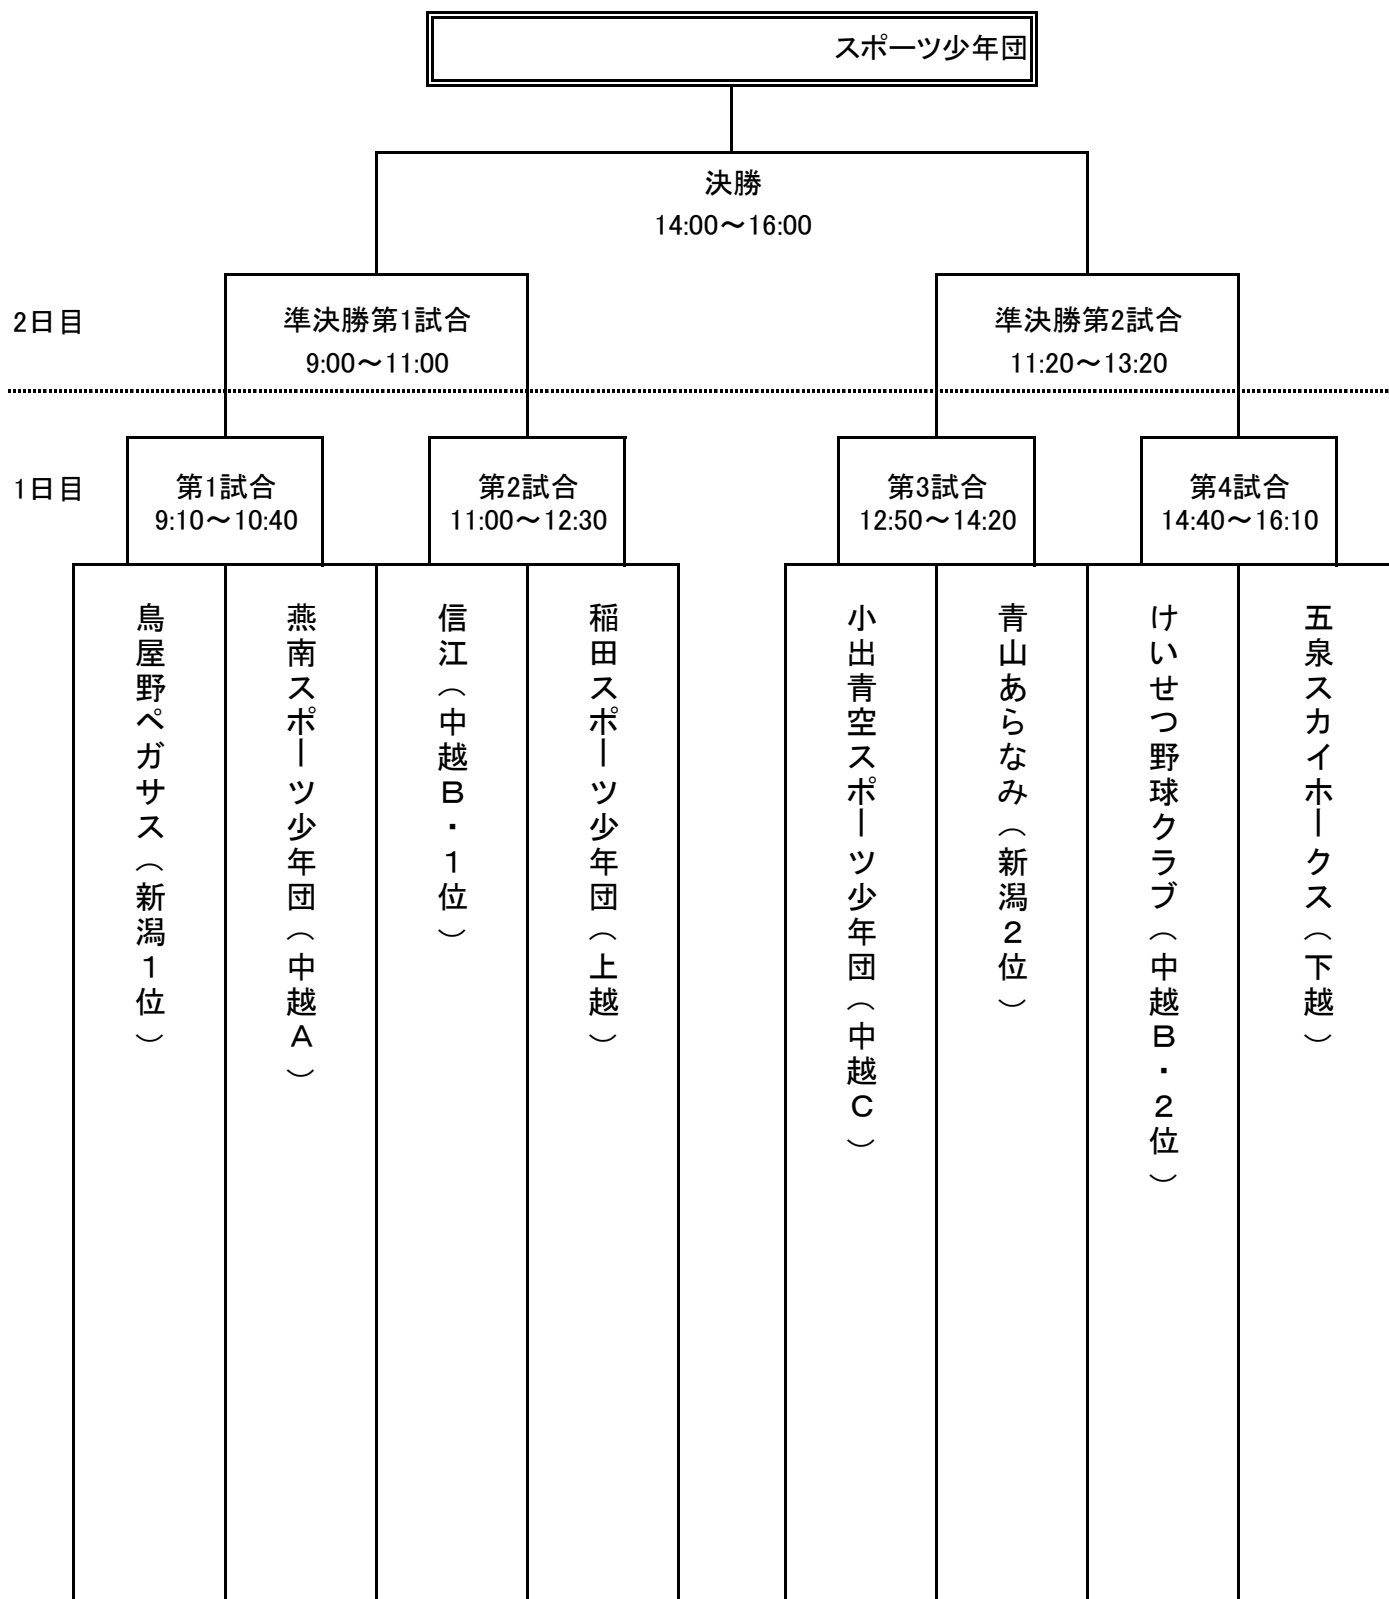 スポーツ少年団
決勝
14:00～16:00
2日目
準決勝第1試合
9:00～11:00
準決勝第2試合
11:20～13:20
1日目
第1試合
9:10～10:40
第2試合
11:00～12:30
第3試合
12:50～14:20
第4試合
14:40～16:10
鳥屋野ペガサス（新潟１位）
燕南スポーツ少年団（中越Ａ）
信江（中越Ｂ・１位）
稲田スポーツ少年団（上越）
小出青空スポーツ少年団（中越Ｃ）
青山あらなみ（新潟２位）
けいせつ野球クラブ（中越Ｂ・２位）
五泉スカイホークス（下越）